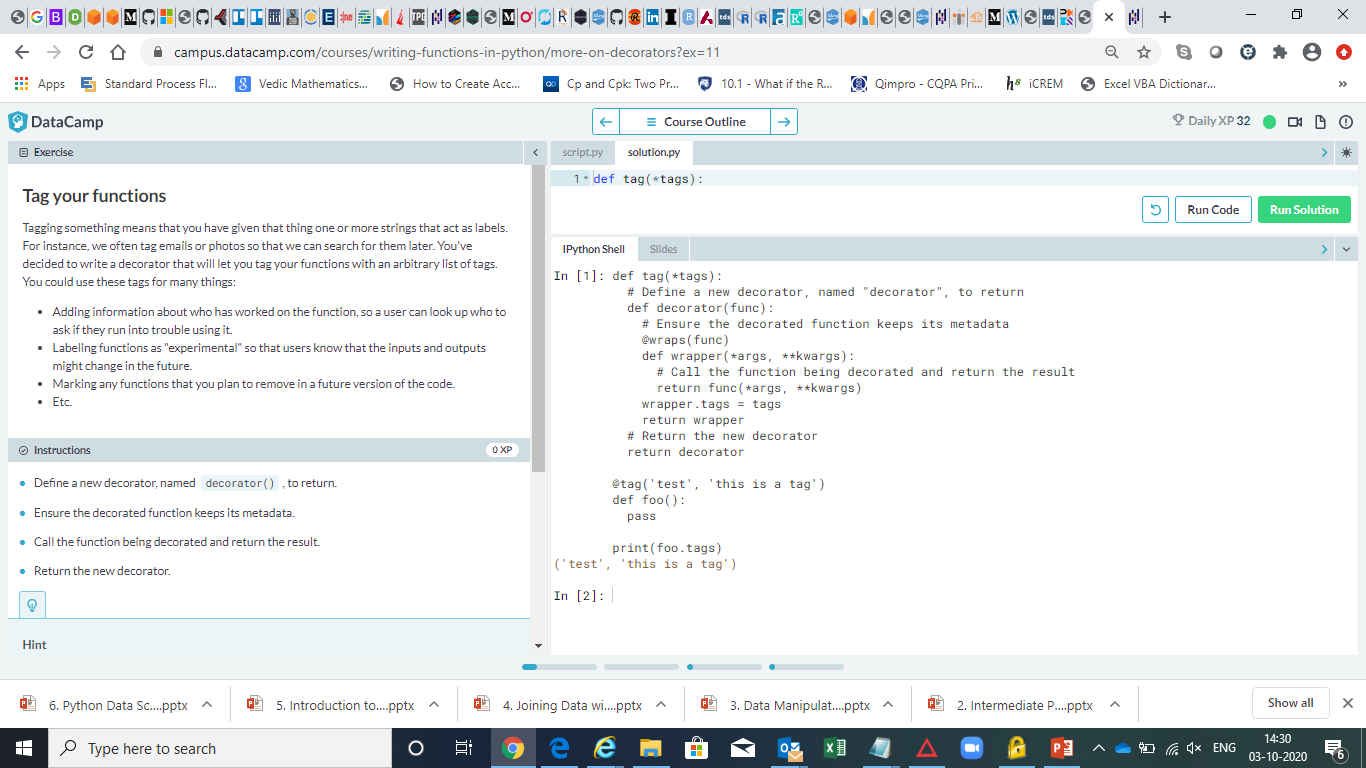 campus.datacamp.com/courses/writing-functions-in-python/more-on-decorators?ex=11
Apps Standard Process Fl... Vedic Mathematics... How to Create Acc... Cp and Cpk: Two Pr... 10.1 - What if the R... Qimpro - CQPA Pri... iCREM Excel VBA Dictionar... »
DataCamp
Course Outline
Daily XP 32
Exercise
script.py solution.py
1 def tag(*tags):
Run Code Run Solution
Tag your functions
Tagging something means that you have given that thing one or more strings that act as labels.
For instance, we often tag emails or photos so that we can search for them later. You've
decided to write a decorator that will let you tag your functions with an arbitrary list of tags.
You could use these tags for many things:
• Adding information about who has worked on the function, so a user can look up who to
ask if they run into trouble using it.
• Labeling functions as "experimental" so that users know that the inputs and outputs
might change in the future.
• Marking any functions that you plan to remove in a future version of the code.
• Etc.
Instructions 0 XP
• Define a new decorator, named decorator() , to return.
• Ensure the decorated function keeps its metadata.
• Call the function being decorated and return the result.
• Return the new decorator.
Hint
IPython Shell Slides
In [1]: def tag(*tags):
# Define a new decorator, named "decorator", to return
def decorator(func):
# Ensure the decorated function keeps its metadata
@wraps(func)
def wrapper(*args, **kwargs):
# Call the function being decorated and return the result
return func(*args, **kwargs)
wrapper.tags = tags
return wrapper
# Return the new decorator
return decorator
@tag('test', 'this is a tag')
def foo():
pass
print(foo.tags)
('test', 'this is a tag')
In [2]:
6. Python Data Sc....pptx 5. Introduction to....pptx 4. Joining Data wi....pptx 3. Data Manipulat....pptx 2. Intermediate P....pptx Show all
Type here to search
ENG
14:30
03-10-2020
6